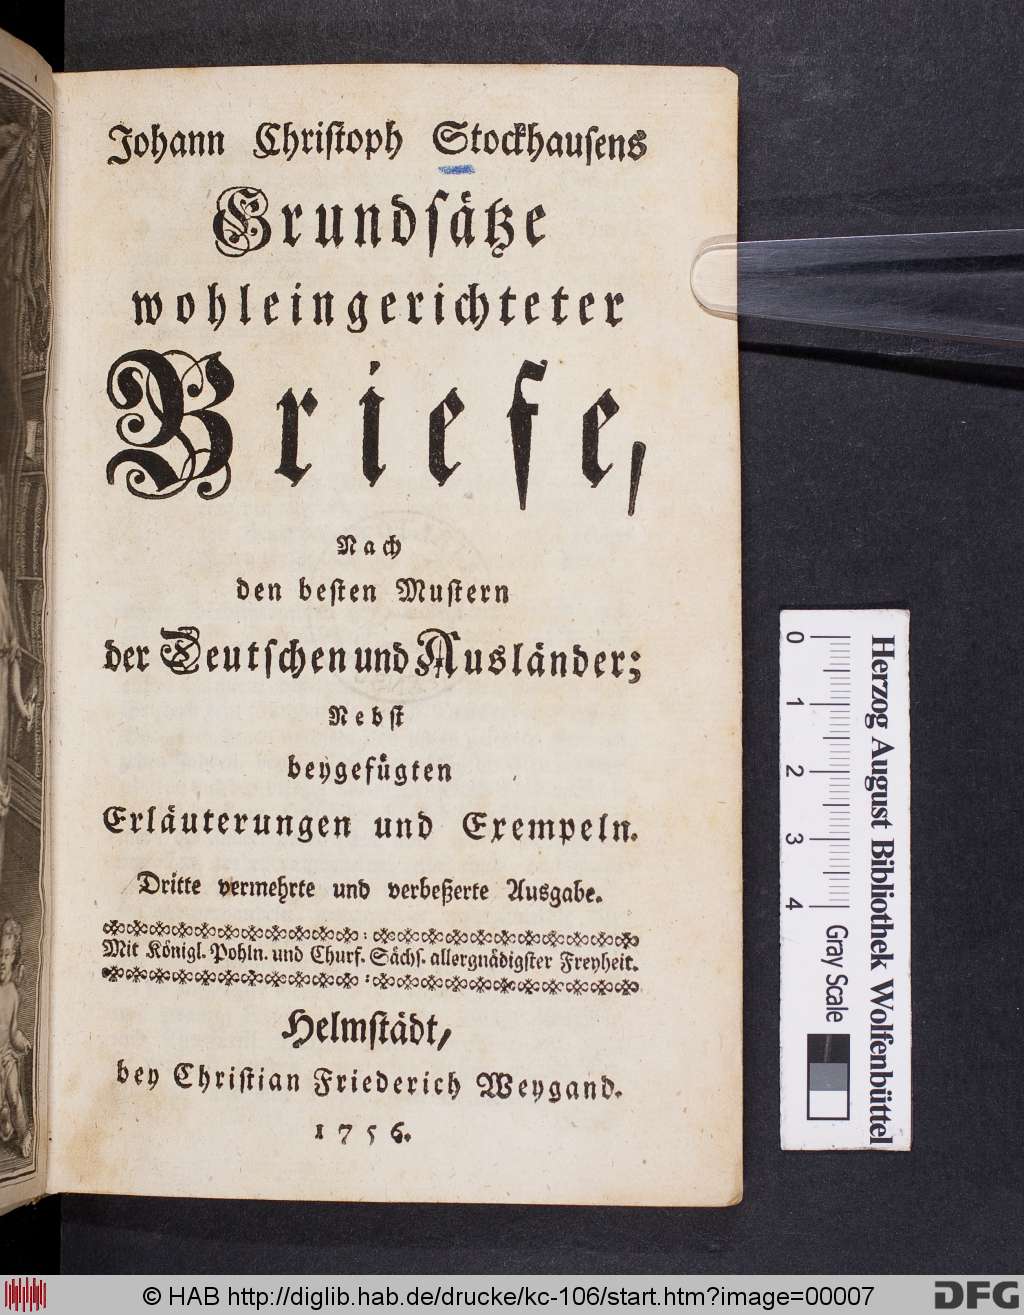 Johann Christoph Stockhausens
Grundsätze
wohleingerichteter
Briefe,
Nach
den besten Mustern
der Deutschen und Ausländer;
Nebst
beygefügten
Erläuterungen und Exempeln.
Dritte vermehrte und verbeßerte Ausgabe.
Mit Königl. Pohln. und Churf. Sächs. allergnädigster Freyheit.
Helmstädt,
bey Christian Friederich Weygand.
1756.
0 1 2 3 4
Gray Scale
Herzog August Bibliothek Wolfenbüttel
© HAB http://diglib.hab.de/drucke/kc-106/start.htm?image=00007
DFG